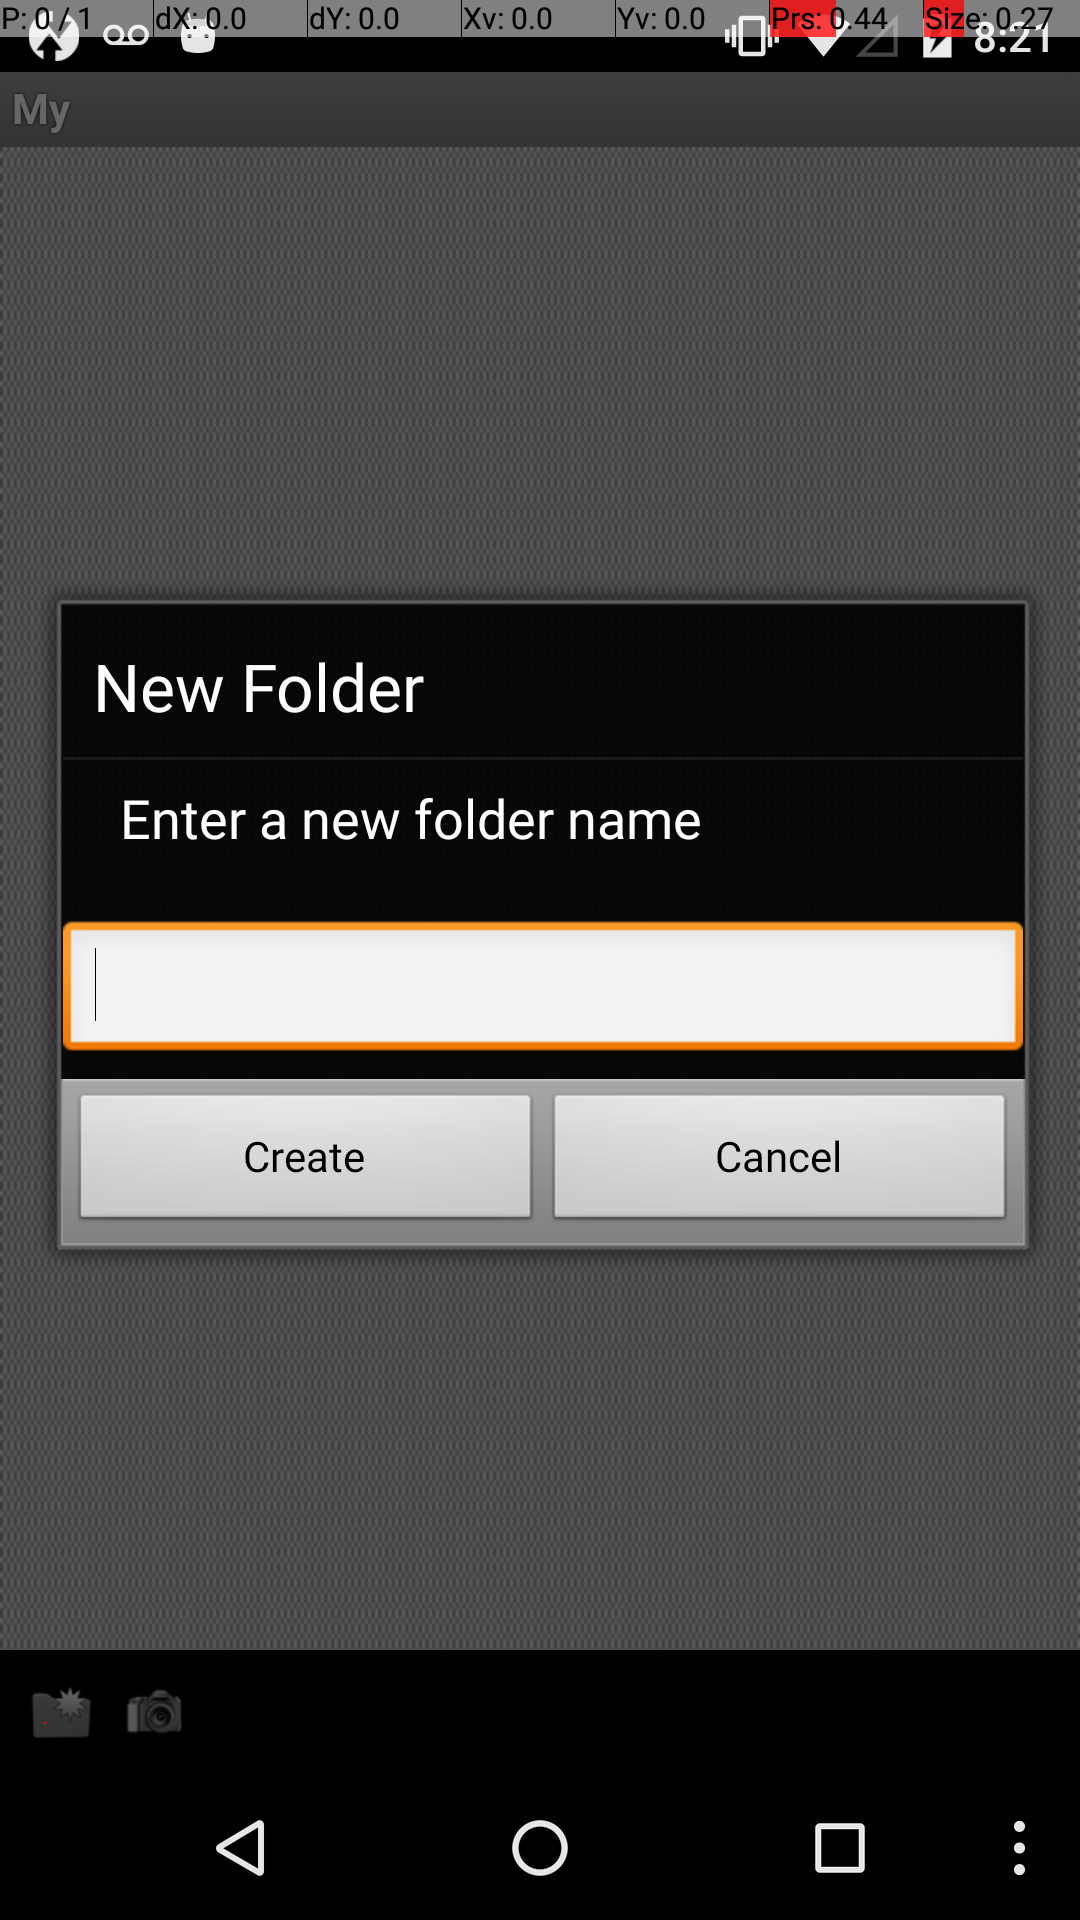 P: 0 / 1 dX: 0.0 dY: 0.0 Xv: 0.0 Yv: 0.0 Prs: 0.44 Size: 0.27
8:21
My
New Folder
Enter a new folder name
Create Cancel